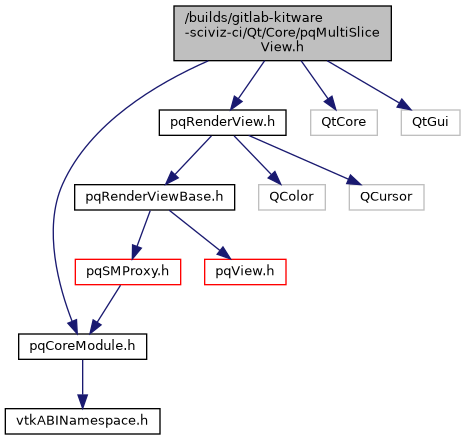 /builds/gitlab-kitware
-sciviz-ci/Qt/Core/pqMultiSlice
View.h
pqRenderView.h
QtCore
QtGui
pqRenderViewBase.h
QColor
QCursor
pqSMProxy.h
pqView.h
pqCoreModule.h
vtkABINamespace.h